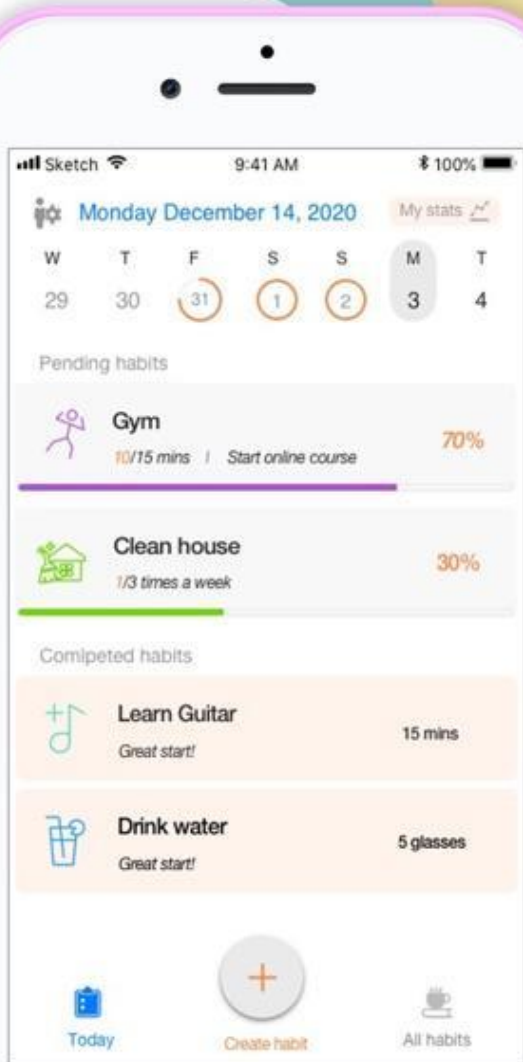 Sketch 9:41 AM 100%
Monday December 14, 2020 My stats
W T F S S M T
29 30 31 1 2 3 4
Pending habits
Gym
10/15 mins | Start online course
70%
Clean house
1/3 times a week
30%
Comlpeted habits
Learn Guitar
Great start!
15 mins
Drink water
Great start!
5 glasses
+
Today Create habit All habits